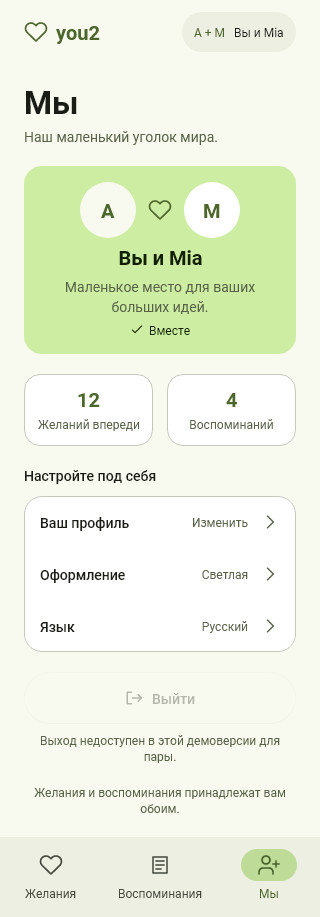 you2
A + M Вы и Mia
Мы
Наш маленький уголок мира.
A
M
Вы и Mia
Маленькое место для ваших
больших идей.
Вместе
12
Желаний впереди
4
Воспоминаний
Настройте под себя
Ваш профиль
Изменить
Оформление
Светлая
Язык
Русский
Выйти
Выход недоступен в этой демоверсии для
пары.
Желания и воспоминания принадлежат вам
обоим.
Желания
Воспоминания
Мы